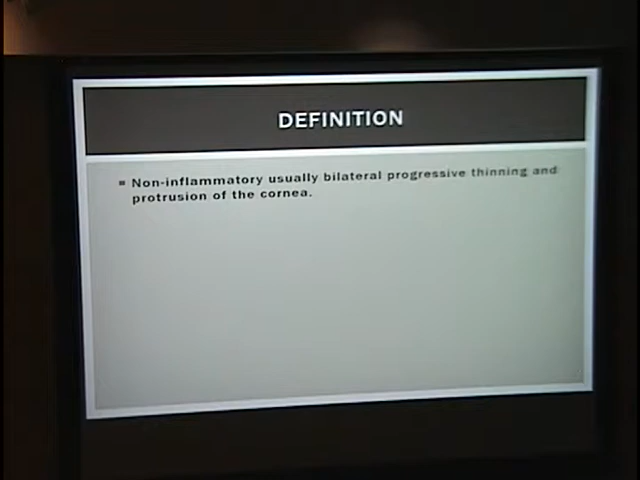 DEFINITION
▪ Non-inflammatory usually bilateral progressive thinning and
protrusion of the cornea.